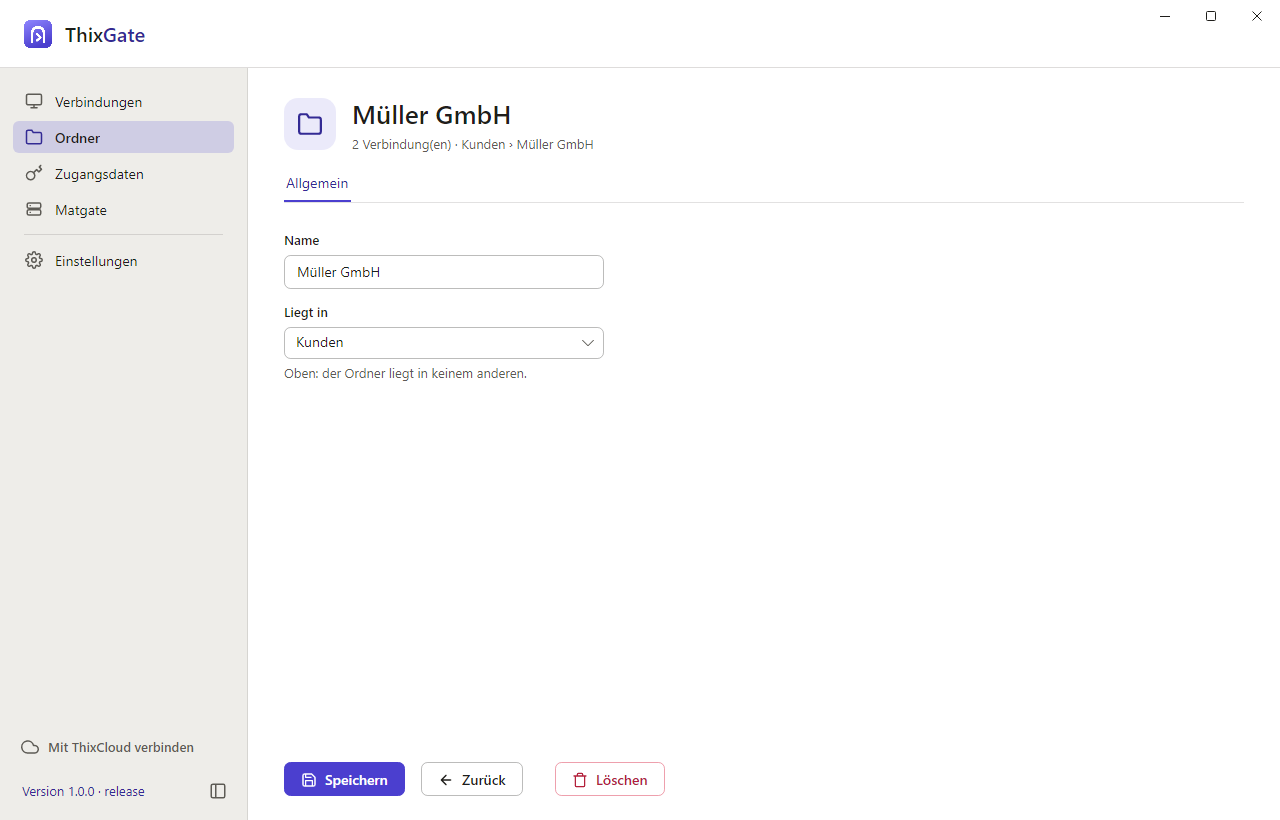 ThixGate
Verbindungen
Ordner
Zugangsdaten
Matgate
Einstellungen
Mit ThixCloud verbinden
Version 1.0.0 · release
Müller GmbH
2 Verbindung(en) · Kunden › Müller GmbH
Allgemein
Name
Müller GmbH
Liegt in
Kunden
Oben: der Ordner liegt in keinem anderen.
Speichern
Zurück
Löschen